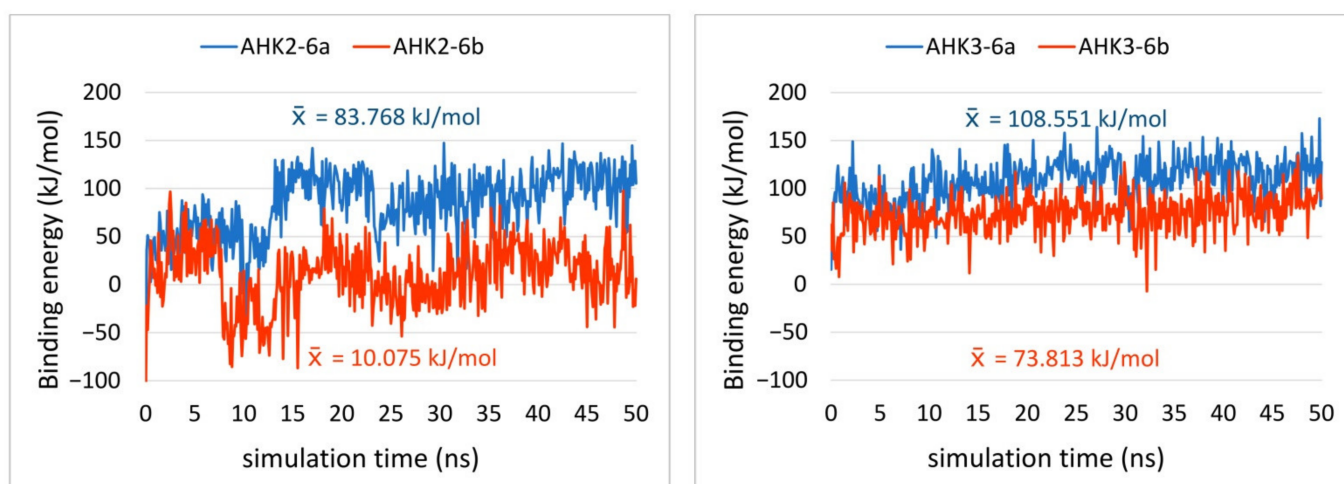 AHK2-6a AHK2-6b
Binding energy (kJ/mol)
200
150
100
50
0
−50
−100
x̄ = 83.768 kJ/mol
x̄ = 10.075 kJ/mol
0 5 10 15 20 25 30 35 40 45 50
simulation time (ns)
AHK3-6a AHK3-6b
Binding energy (kJ/mol)
200
150
100
50
0
−50
−100
x̄ = 108.551 kJ/mol
x̄ = 73.813 kJ/mol
0 5 10 15 20 25 30 35 40 45 50
simulation time (ns)